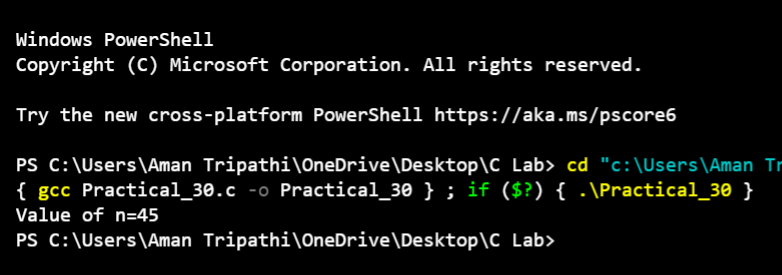 Windows PowerShell
Copyright (C) Microsoft Corporation. All rights reserved.
Try the new cross-platform PowerShell https://aka.ms/pscore6
PS C:\Users\Aman Tripathi\OneDrive\Desktop\C Lab> cd "c:\Users\Aman Tr
{ gcc Practical_30.c -o Practical_30 } ; if ($?) { .\Practical_30 }
Value of n=45
PS C:\Users\Aman Tripathi\OneDrive\Desktop\C Lab>